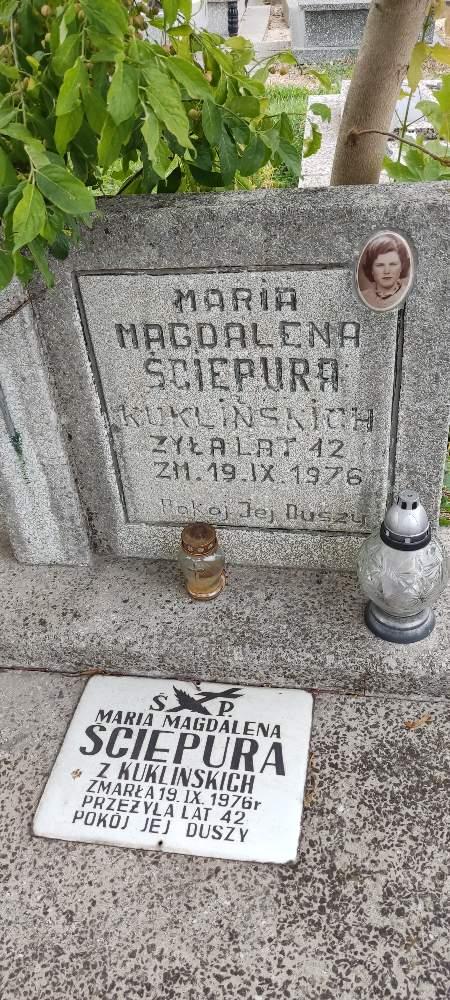 MARIA
MAGDALENA
ŚCIEPURA
Z
KUKLIŃSKICH
ŻYŁA LAT 42
ZM. 19.IX.1976
Pokój Jej Duszy
Ś P.
MARIA MAGDALENA
ŚCIEPURA
Z KUKLINSKICH
ZMARŁA 19.IX.1976r
PRZEŻYŁA LAT 42.
POKÓJ JEJ DUSZY